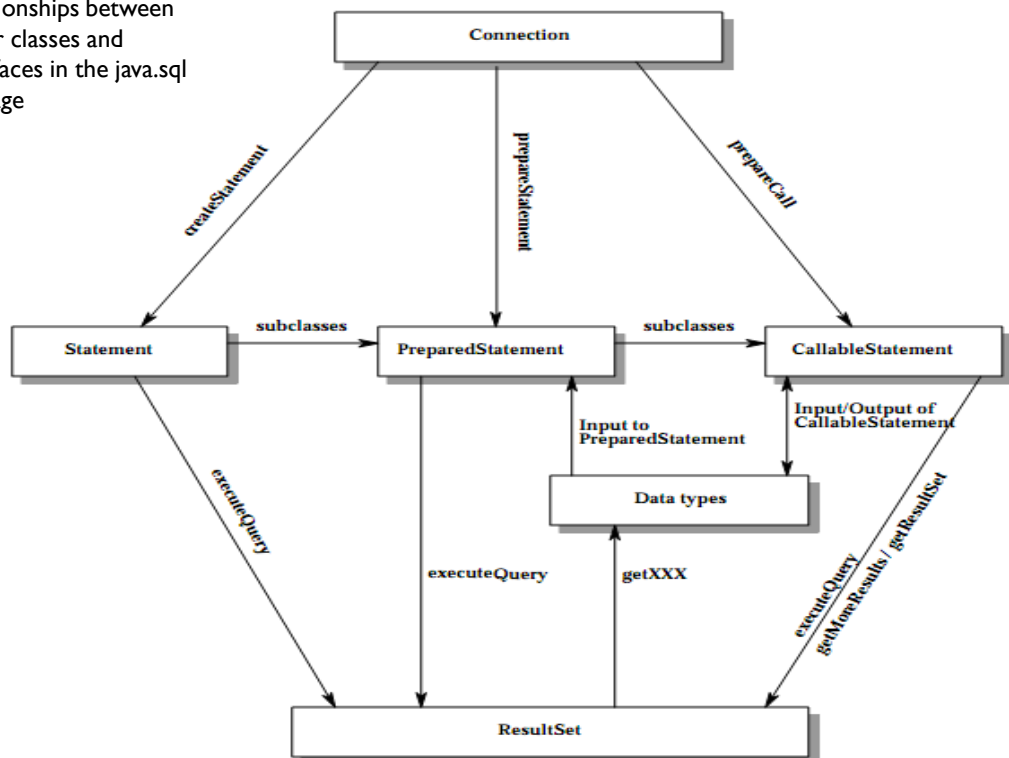 onships between
r classes and
faces in the java.sql
ge
Connection
createStatement
prepareStatement
prepareCall
subclasses
subclasses
Statement
PreparedStatement
CallableStatement
Input to
PreparedStatement
Input/Output of
CallableStatement
Data types
executeQuery
executeQuery
getXXX
executeQuery
getMoreResults / getResultSet
ResultSet